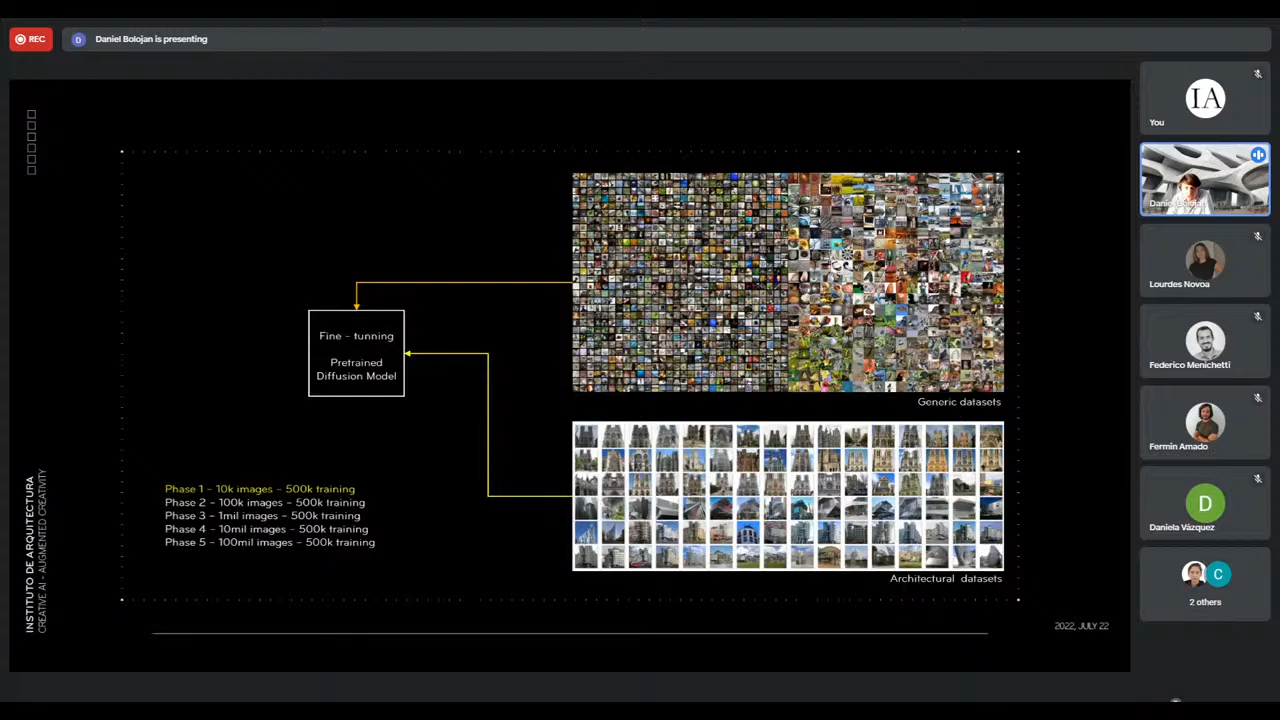 REC
D
Daniel Bolojan is presenting
IA
You
Daniel Bolojan
Lourdes Novoa
Federico Menichetti
Fermin Amado
D
Daniela Vázquez
C
2 others
Generic datasets
Fine - tunning
Pretrained
Diffusion Model
Phase 1 - 10k images - 500k training
Phase 2 - 100k images - 500k training
Phase 3 - 1mil images - 500k training
Phase 4 - 10mil images - 500k training
Phase 5 - 100mil images - 500k training
Architectural datasets
INSTITUTO DE ARQUITECTURA
CREATIVE AI - AUGMENTED CREATIVITY
2022, JULY 22